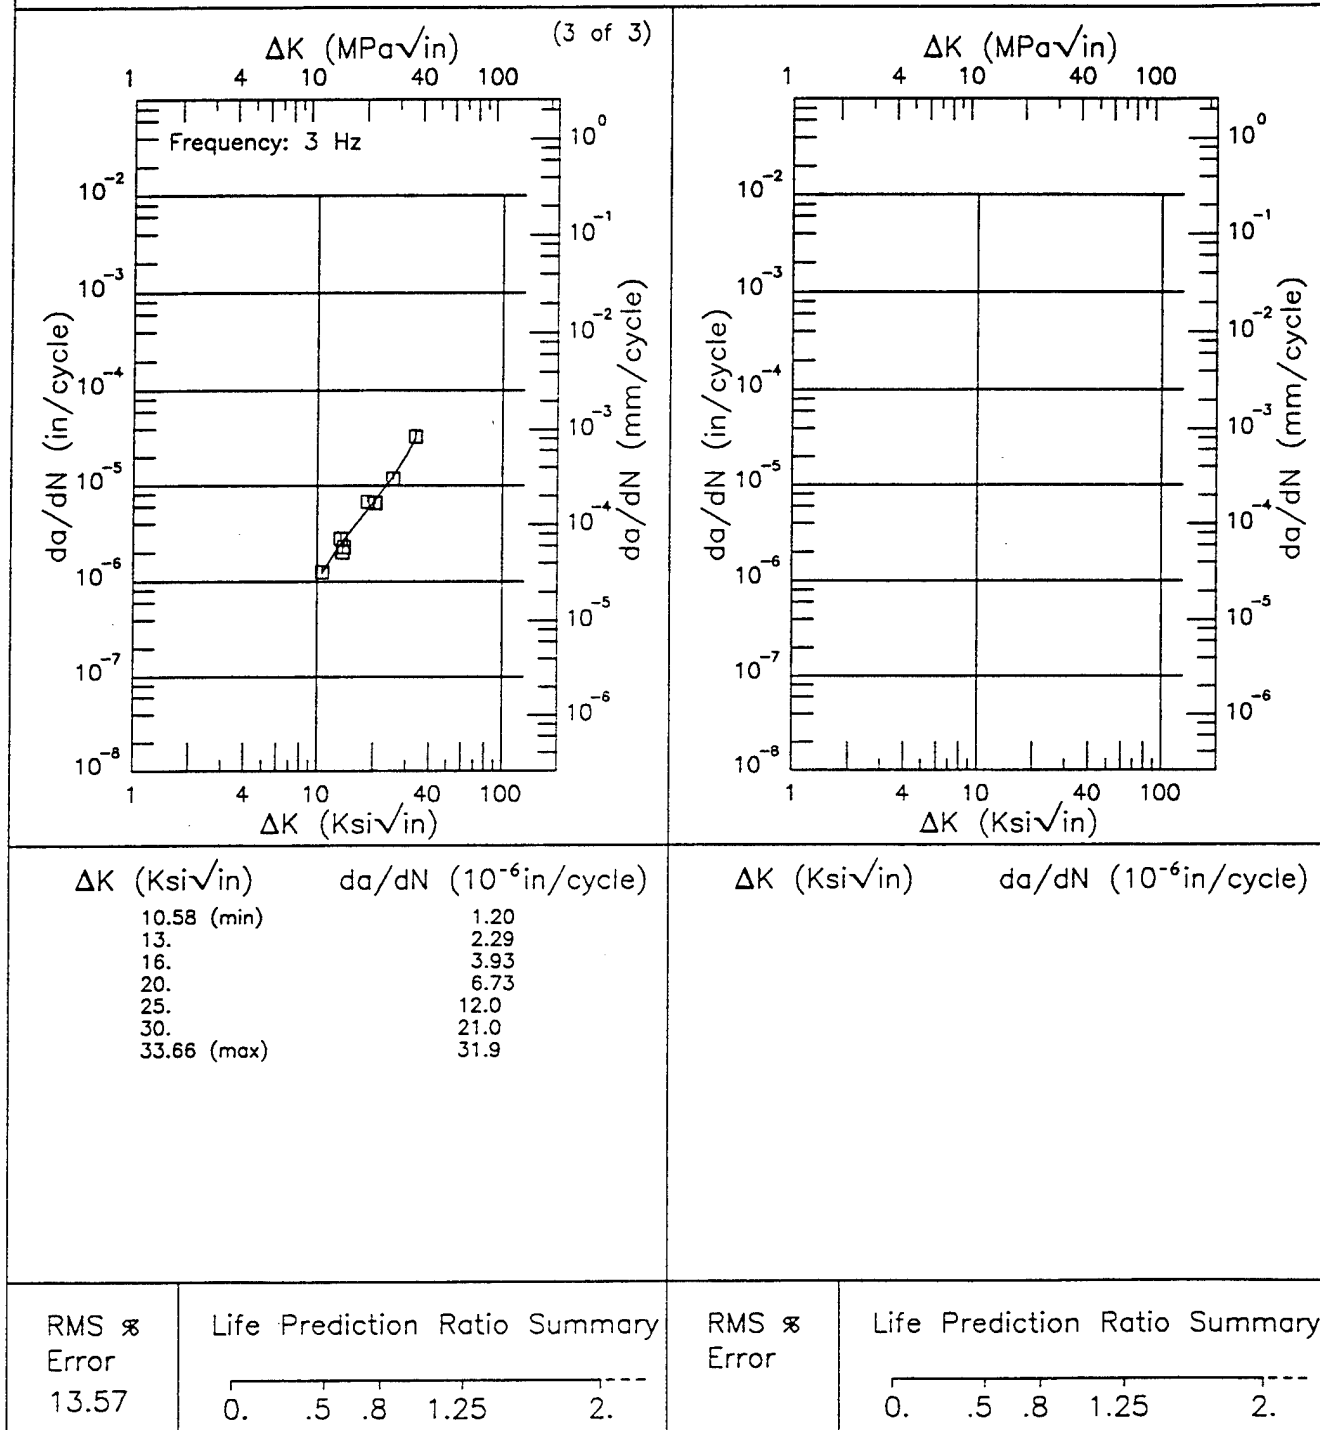 (3 of 3)
ΔK (MPa√in)
1 4 10 40 100
Frequency: 3 Hz
10⁻²
10⁻³
10⁻⁴
10⁻⁵
10⁻⁶
10⁻⁷
10⁻⁸
da/dN (in/cycle)
10⁰
10⁻¹
10⁻²
10⁻³
10⁻⁴
10⁻⁵
10⁻⁶
da/dN (mm/cycle)
1 4 10 40 100
ΔK (Ksi√in)
ΔK (MPa√in)
1 4 10 40 100
10⁻²
10⁻³
10⁻⁴
10⁻⁵
10⁻⁶
10⁻⁷
10⁻⁸
da/dN (in/cycle)
10⁰
10⁻¹
10⁻²
10⁻³
10⁻⁴
10⁻⁵
10⁻⁶
da/dN (mm/cycle)
1 4 10 40 100
ΔK (Ksi√in)
ΔK (Ksi√in) da/dN (10⁻⁶in/cycle)
10.58 (min) 1.20
13. 2.29
16. 3.93
20. 6.73
25. 12.0
30. 21.0
33.66 (max) 31.9
ΔK (Ksi√in) da/dN (10⁻⁶in/cycle)
RMS %
Error
13.57
Life Prediction Ratio Summary
0. .5 .8 1.25 2.
RMS %
Error
Life Prediction Ratio Summary
0. .5 .8 1.25 2.